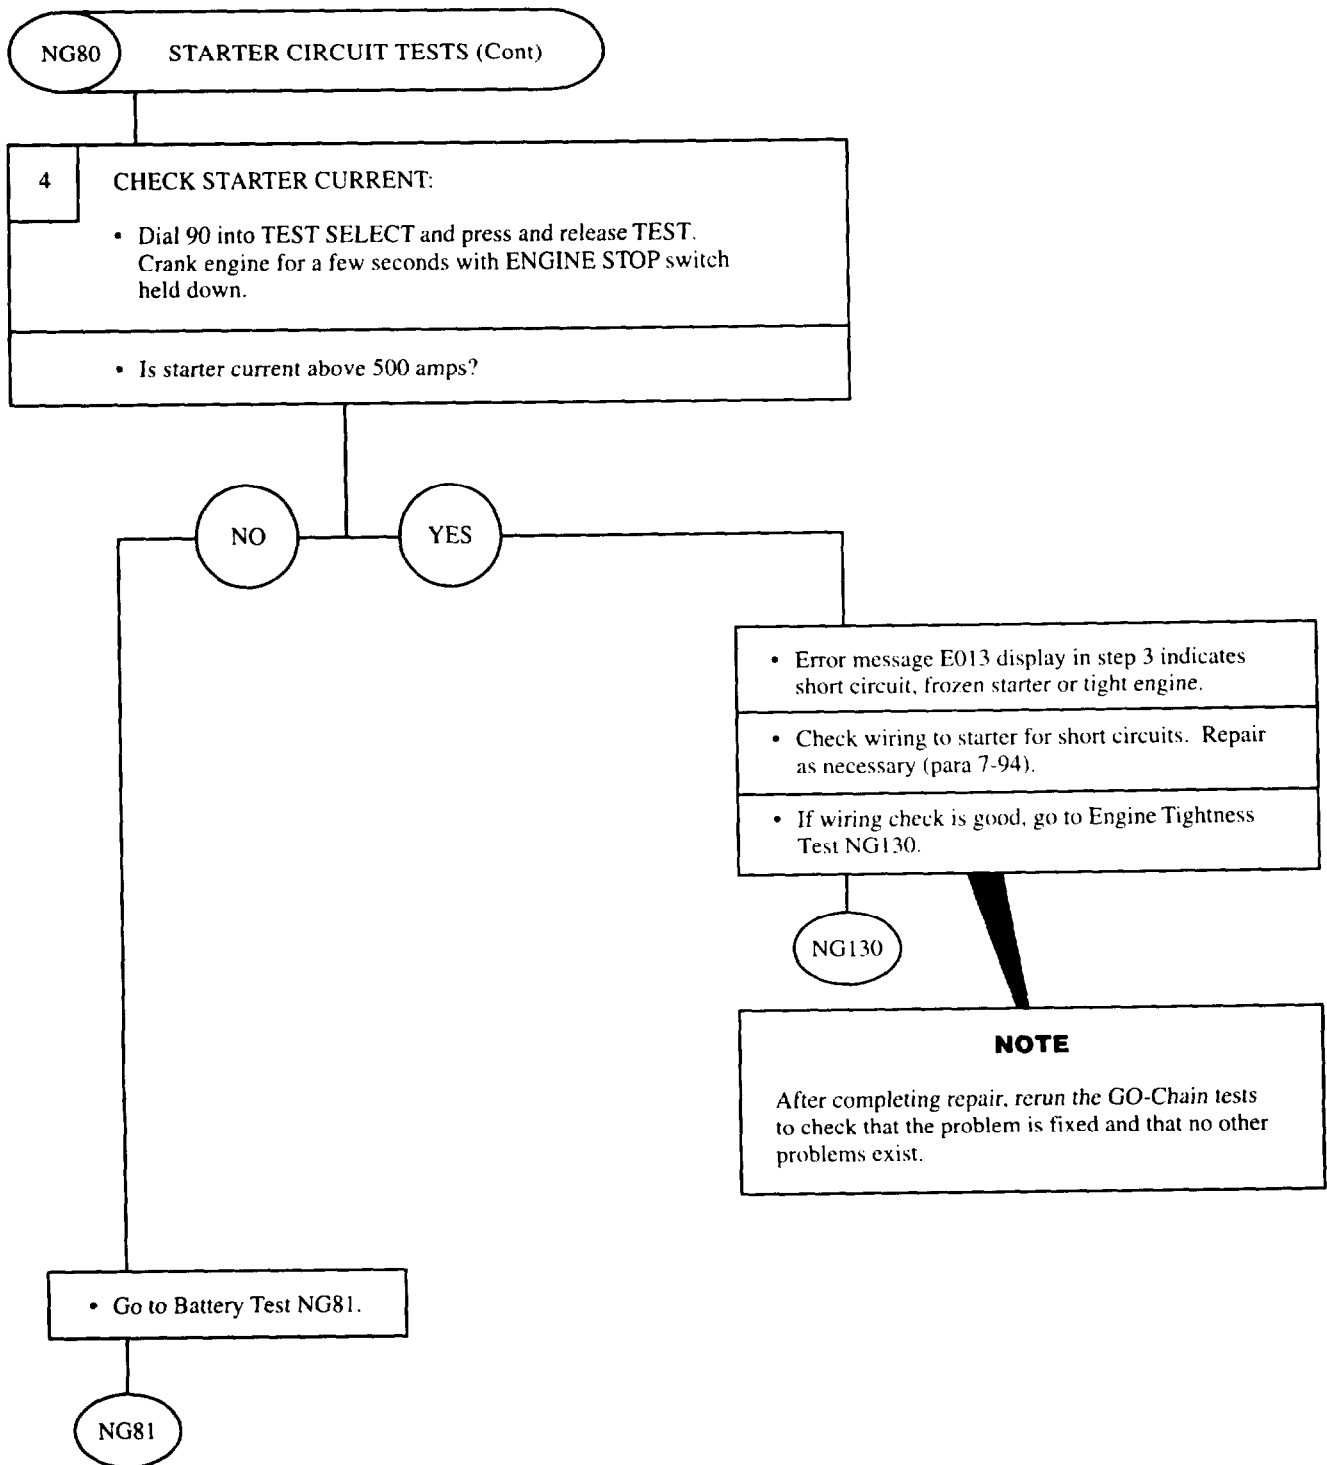 NG80
STARTER CIRCUIT TESTS (Cont)
4
CHECK STARTER CURRENT:
• Dial 90 into TEST SELECT and press and release TEST.
Crank engine for a few seconds with ENGINE STOP switch
held down.
• Is starter current above 500 amps?
NO
YES
• Error message E013 display in step 3 indicates
short circuit, frozen starter or tight engine.
• Check wiring to starter for short circuits. Repair
as necessary (para 7-94).
• If wiring check is good, go to Engine Tightness
Test NG130.
NG130
NOTE
After completing repair, rerun the GO-Chain tests
to check that the problem is fixed and that no other
problems exist.
• Go to Battery Test NG81.
NG81